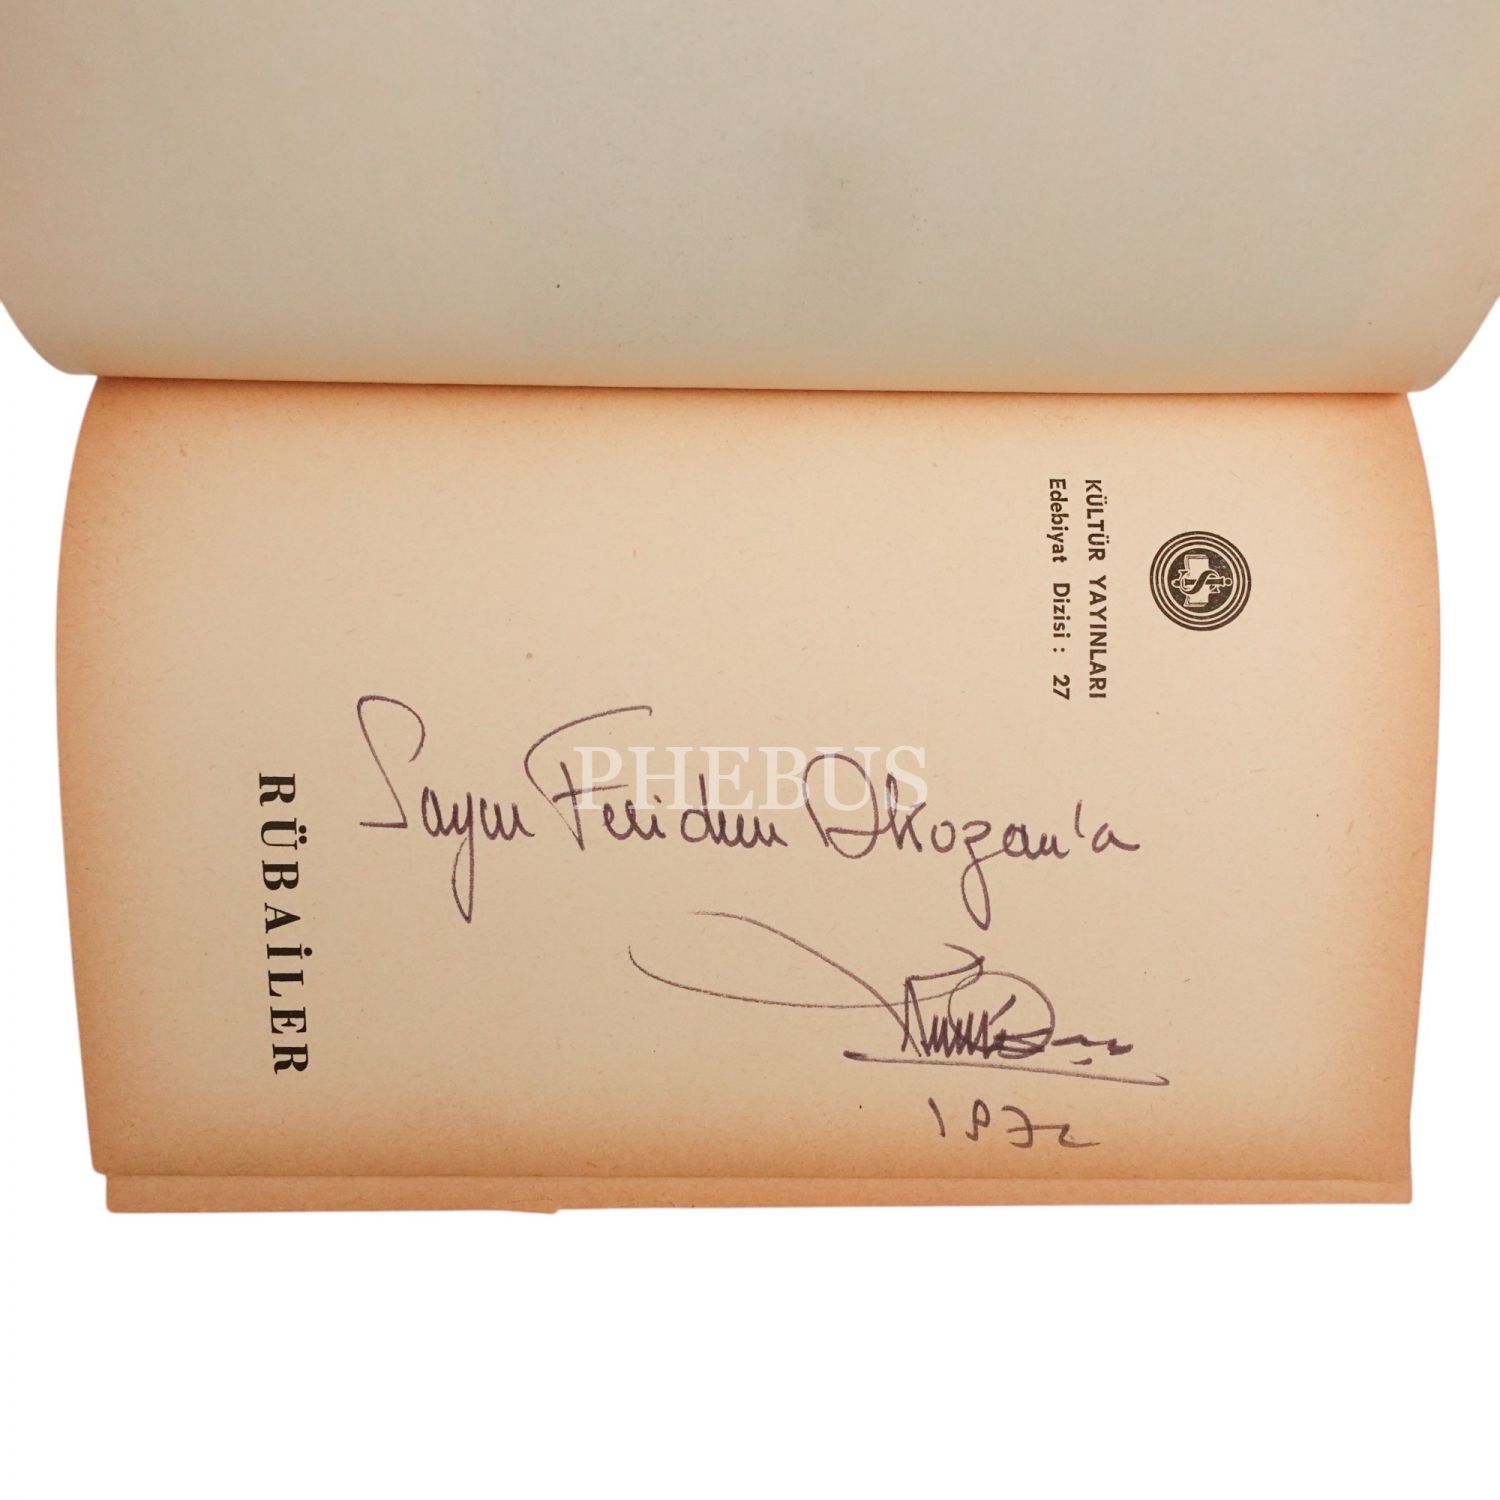 KÜLTÜR YAYINLARI
Edebiyat Dizisi : 27
Sayın Feridun Akozan'a
1972
RÜBAİLER
PHEBUS